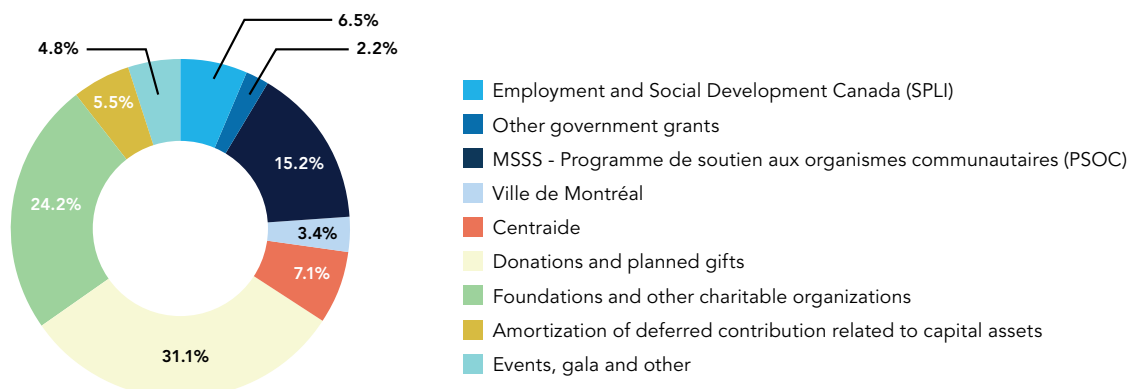 6.5%
4.8%
2.2%
5.5%
15.2%
24.2%
3.4%
7.1%
31.1%
Employment and Social Development Canada (SPLI)
Other government grants
MSSS - Programme de soutien aux organismes communautaires (PSOC)
Ville de Montréal
Centraide
Donations and planned gifts
Foundations and other charitable organizations
Amortization of deferred contribution related to capital assets
Events, gala and other